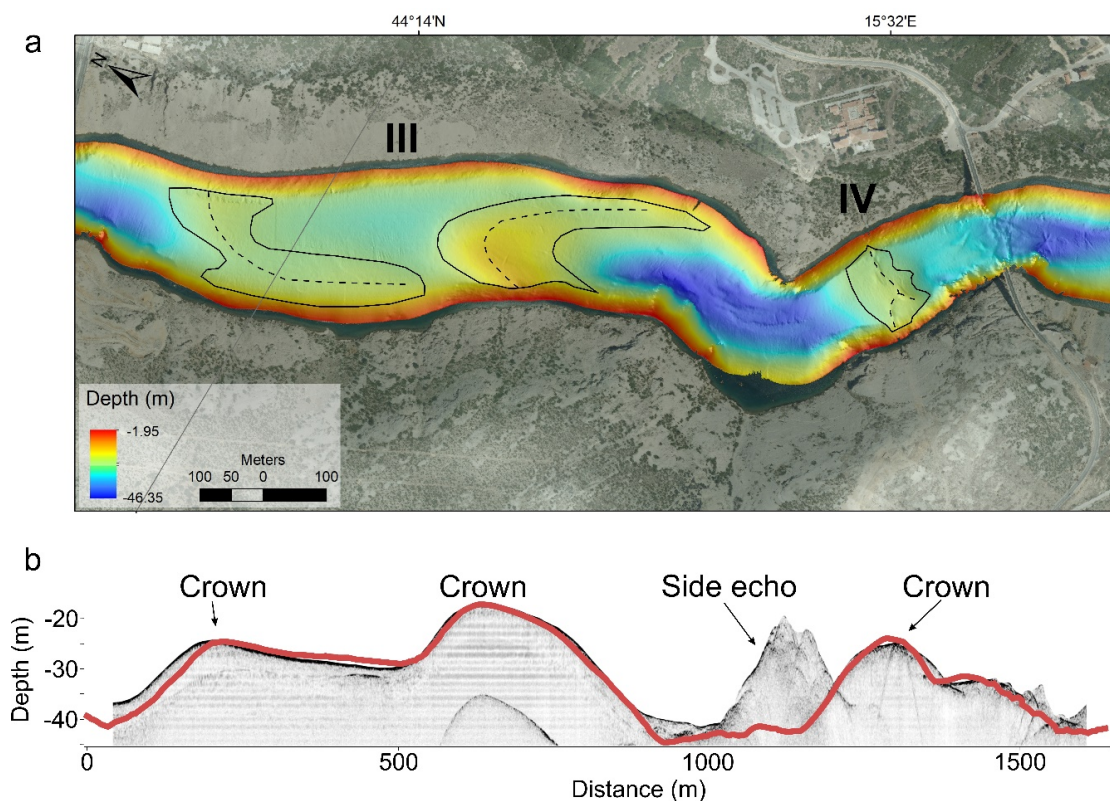 44°14'N 15°32'E
a
N
III
IV
Depth (m)
-1.95
-46.35
Meters
100 50 0 100
b
Crown Crown Side echo Crown
Depth (m)
-20
-30
-40
0 500 1000 1500
Distance (m)